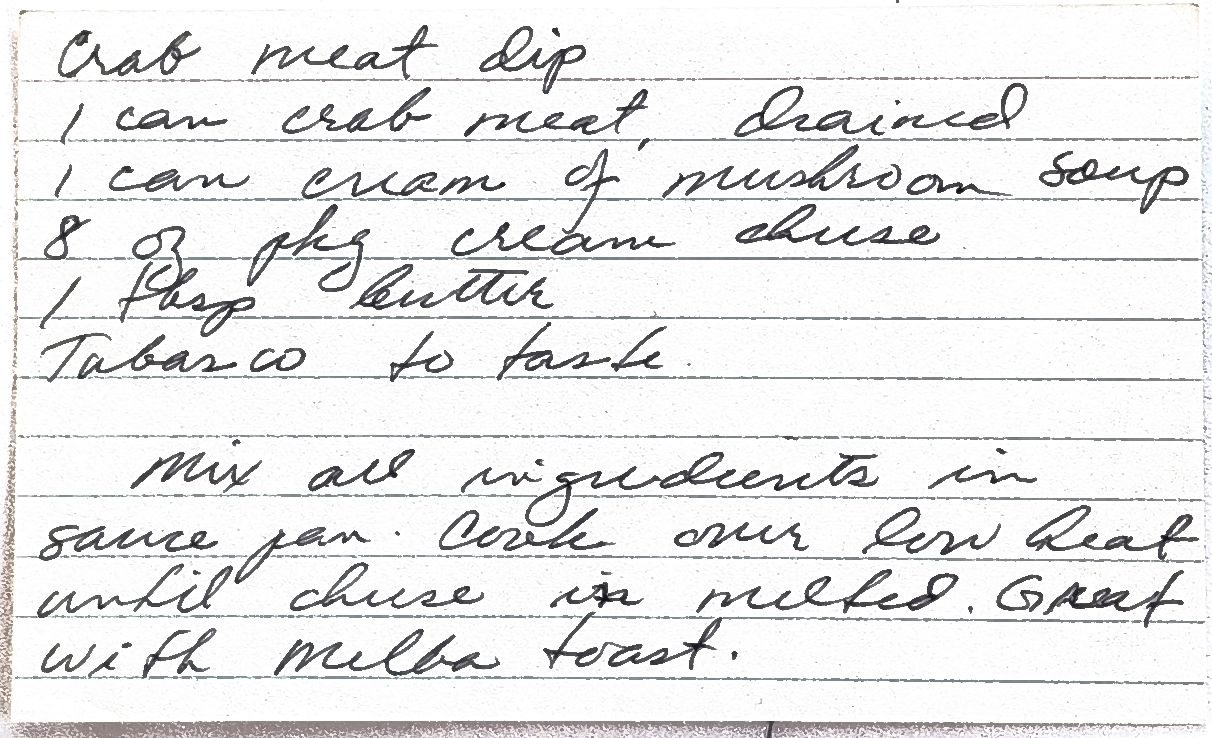 Crab meat dip
1 can crab meat, drained
1 can cream of mushroom soup
8 oz pkg cream cheese
1 tbsp butter
Tabasco to taste.
Mix all ingredients in
sauce pan. Cook over low heat
until cheese is melted. Great
with Melba toast.